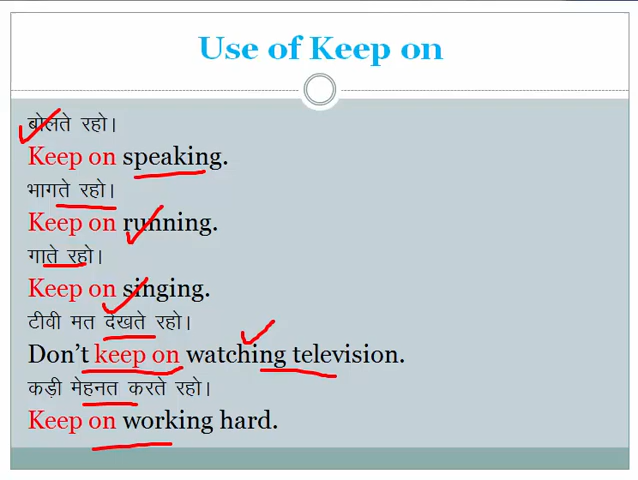 Use of Keep on
बोलते रहो।
Keep on speaking.
भागते रहो।
Keep on running.
गाते रहो।
Keep on singing.
टीवी मत देखते रहो।
Don't keep on watching television.
कड़ी मेहनत करते रहो।
Keep on working hard.